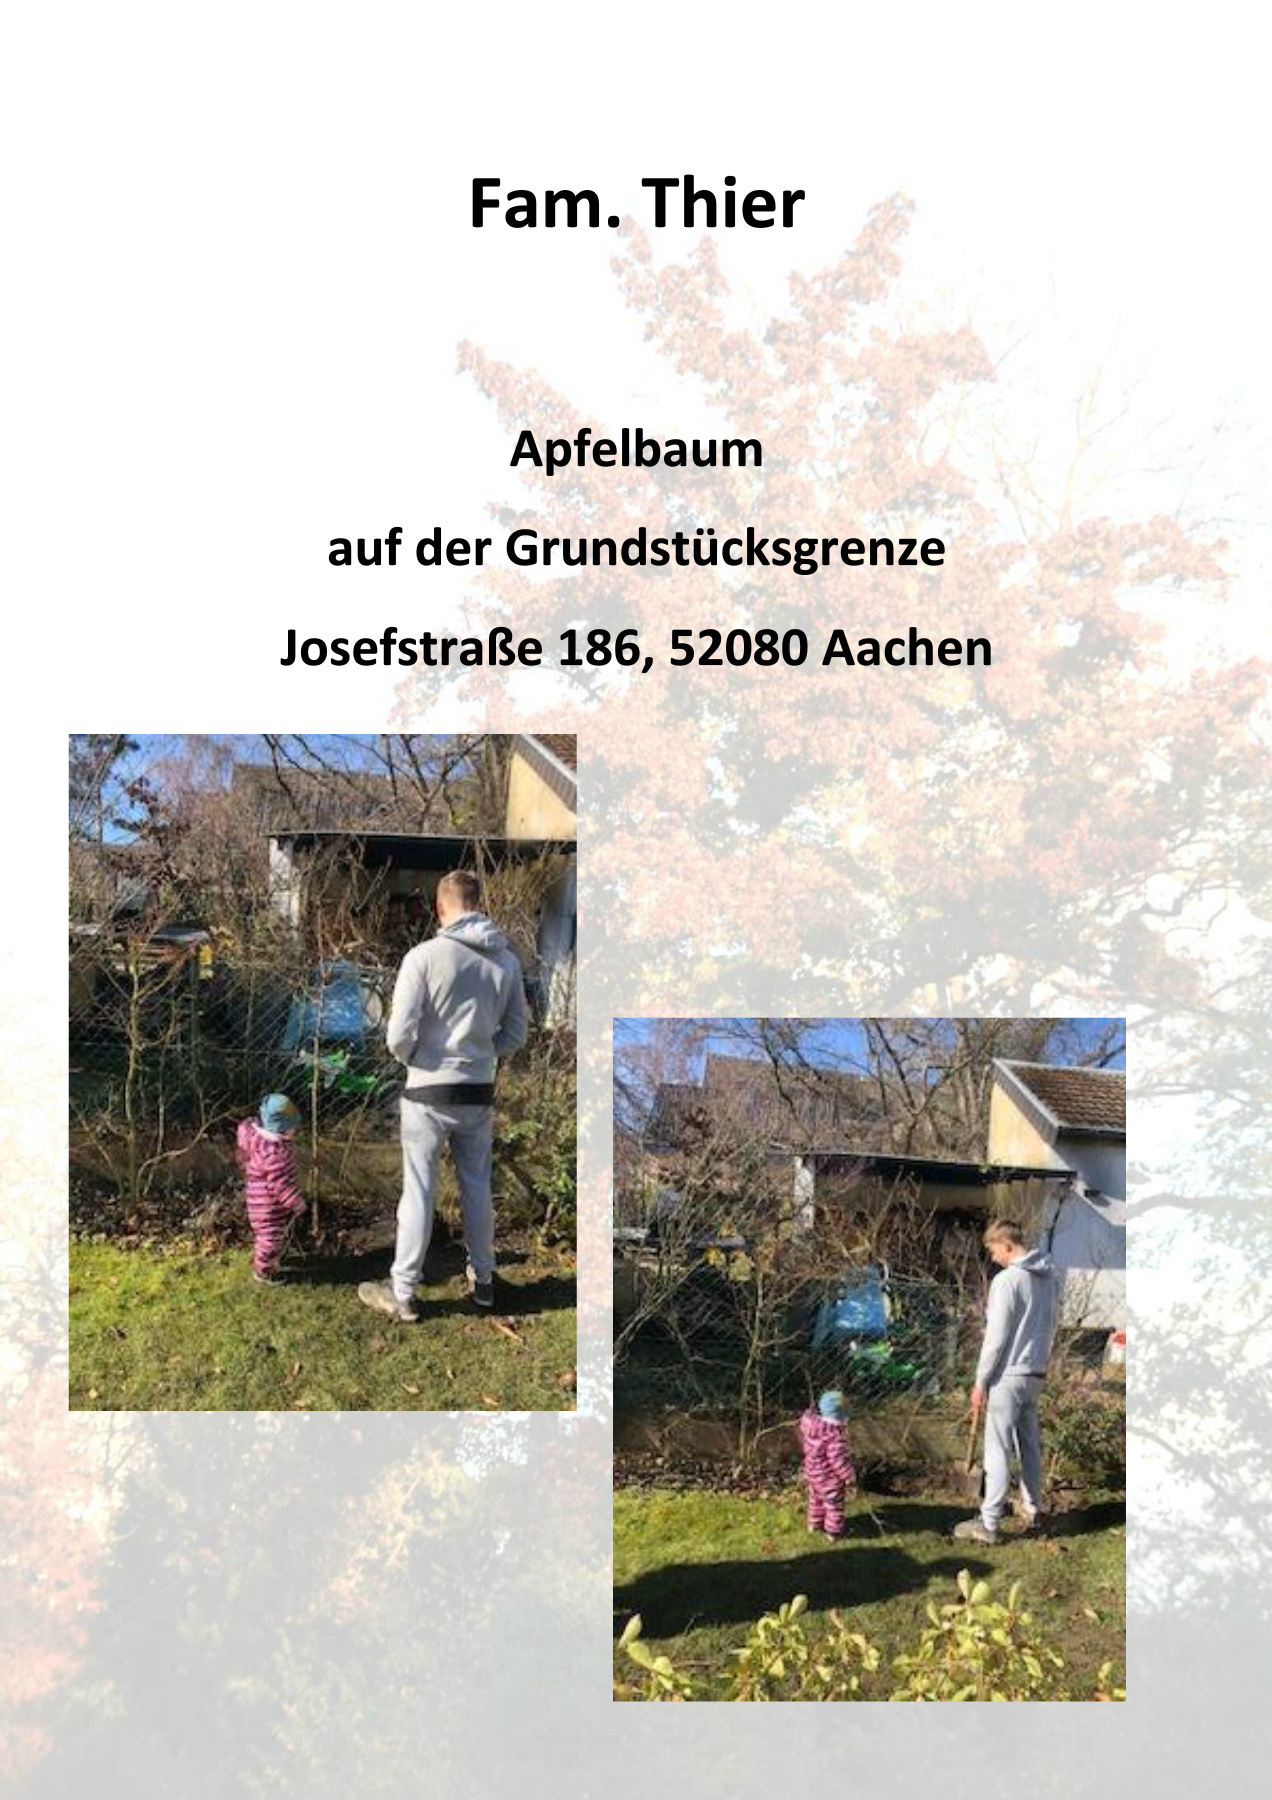 Fam. Thier
Apfelbaum
auf der Grundstücksgrenze
Josefstraße 186, 52080 Aachen